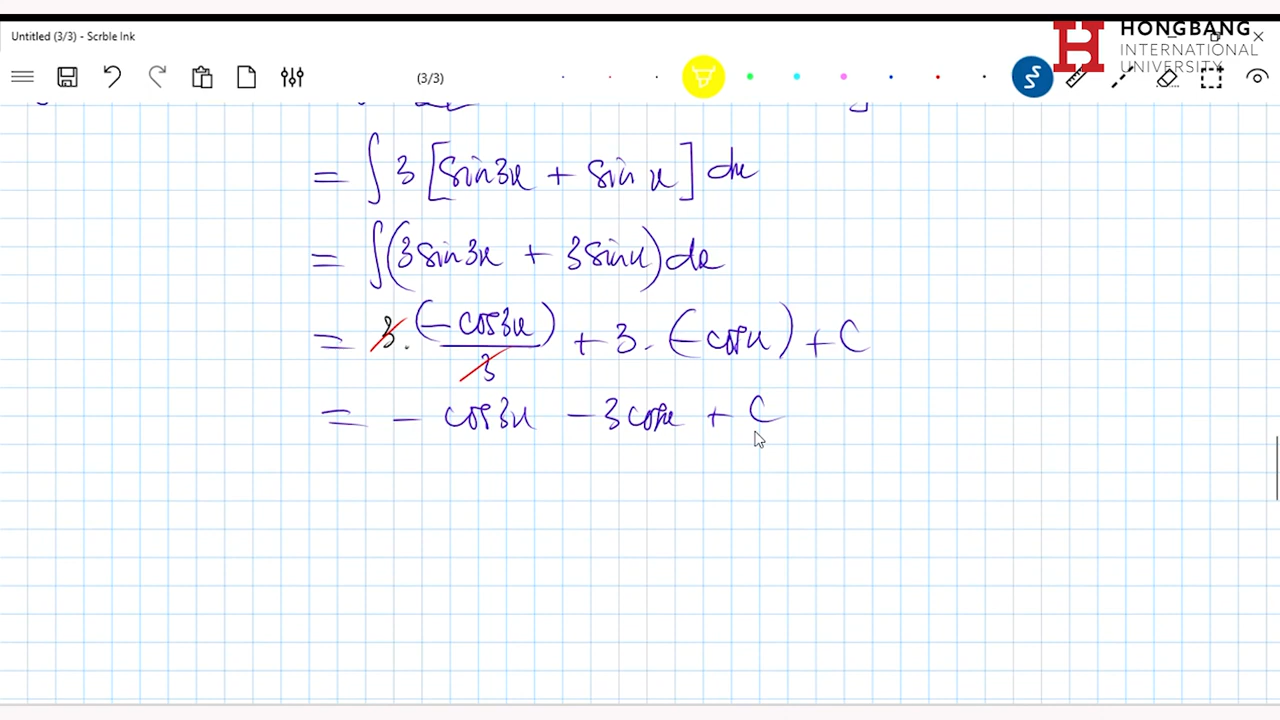 HONGBANG
INTERNATIONAL
UNIVERSITY
Untitled (3/3) - Scrble Ink
(3/3)
= ∫ 3 [sin3x + sin x] dx
= ∫ (3sin3x + 3sinx) dx
= 3. (-cos3x)/3 + 3. (-cosx) + C
= - cos3x - 3cosx + C